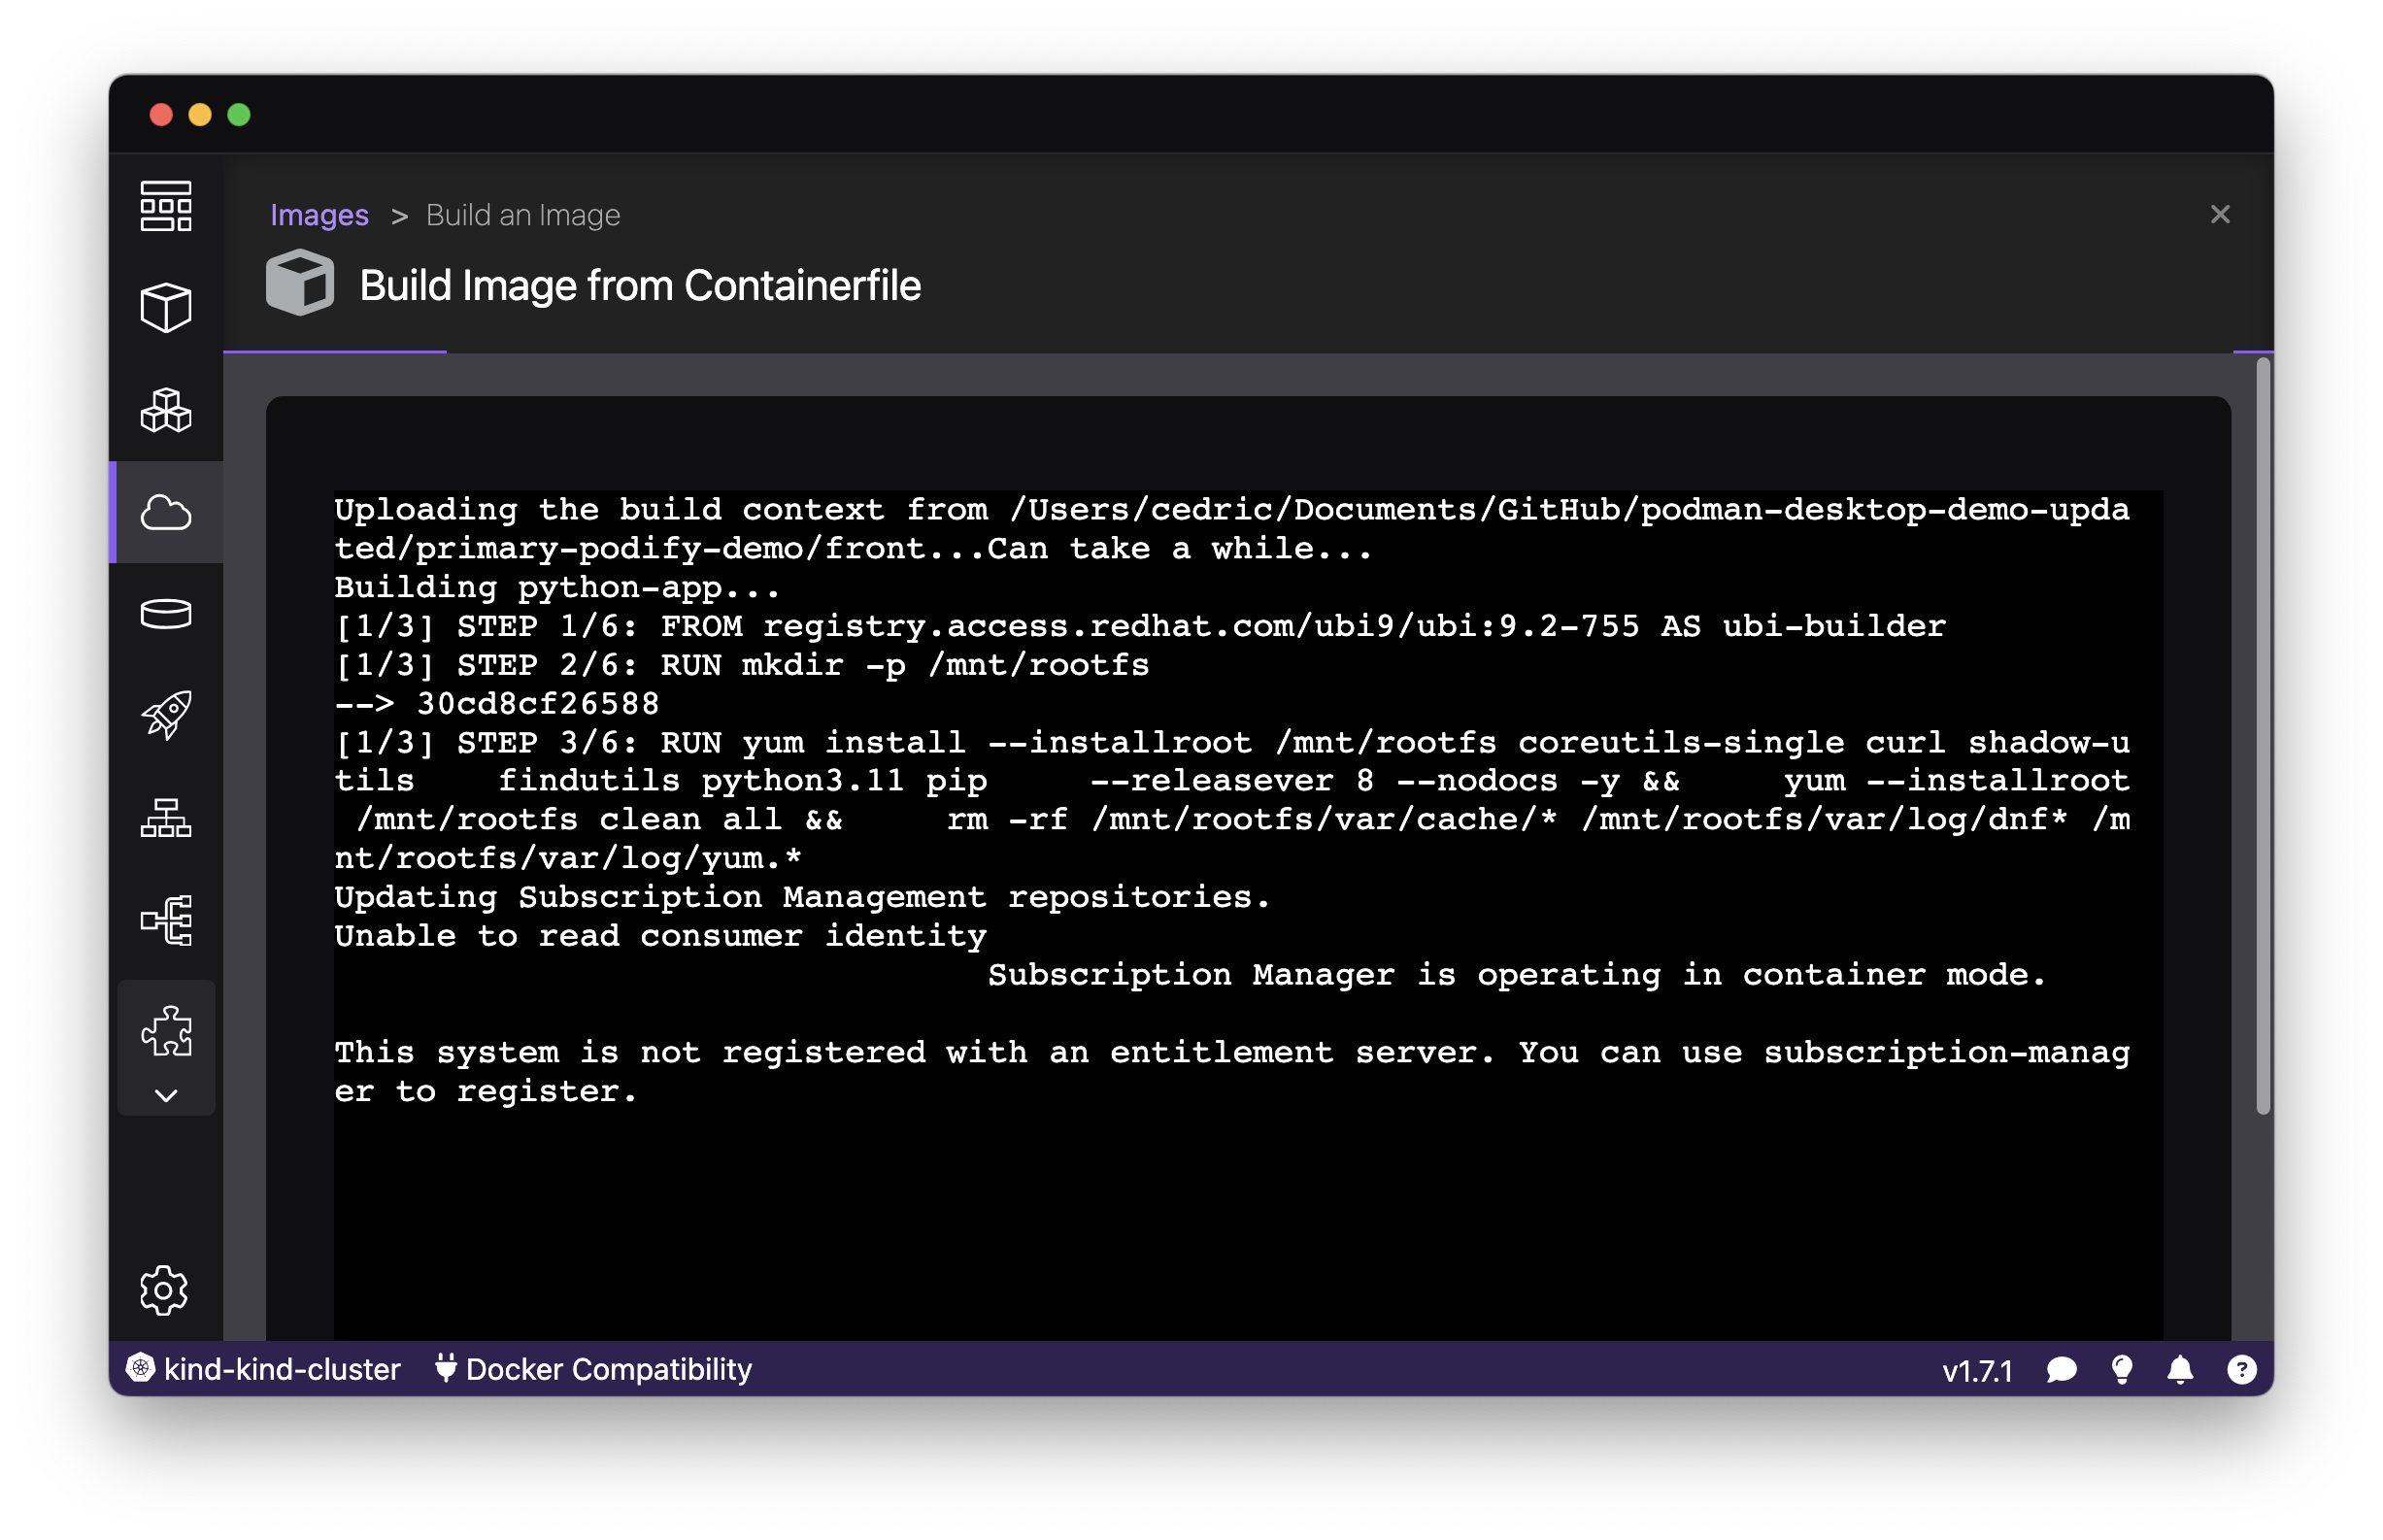 Images > Build an Image
Build Image from Containerfile
Uploading the build context from /Users/cedric/Documents/GitHub/podman-desktop-demo-upda
ted/primary-podify-demo/front...Can take a while...
Building python-app...
[1/3] STEP 1/6: FROM registry.access.redhat.com/ubi9/ubi:9.2-755 AS ubi-builder
[1/3] STEP 2/6: RUN mkdir -p /mnt/rootfs
--> 30cd8cf26588
[1/3] STEP 3/6: RUN yum install --installroot /mnt/rootfs coreutils-single curl shadow-u
tils    findutils python3.11 pip     --releasever 8 --nodocs -y &&     yum --installroot
 /mnt/rootfs clean all &&     rm -rf /mnt/rootfs/var/cache/* /mnt/rootfs/var/log/dnf* /m
nt/rootfs/var/log/yum.*
Updating Subscription Management repositories.
Unable to read consumer identity
Subscription Manager is operating in container mode.
This system is not registered with an entitlement server. You can use subscription-manag
er to register.
kind-kind-cluster Docker Compatibility v1.7.1